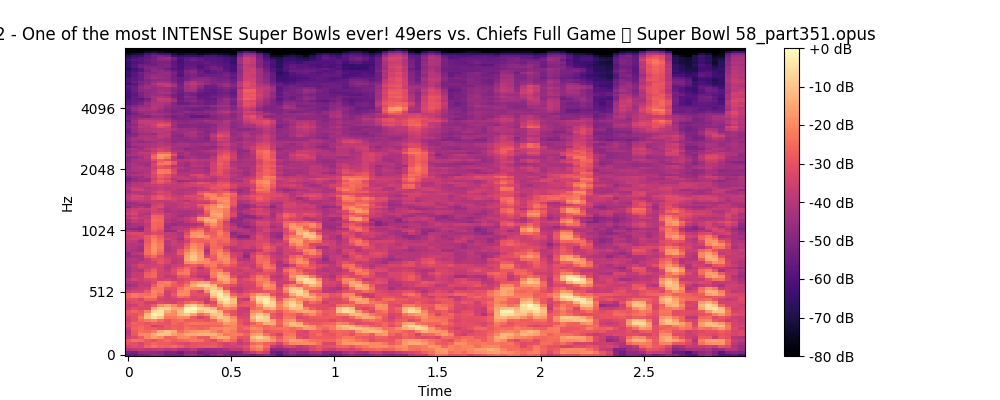 2 - One of the most INTENSE Super Bowls ever! 49ers vs. Chiefs Full Game Super Bowl 58_part351.opus
+0 dB
4096
-10 dB
-20 dB
2048
-30 dB
Hz
1024
-40 dB
-50 dB
512
-60 dB
-70 dB
0
-80 dB
0 0.5 1 1.5 2 2.5
Time